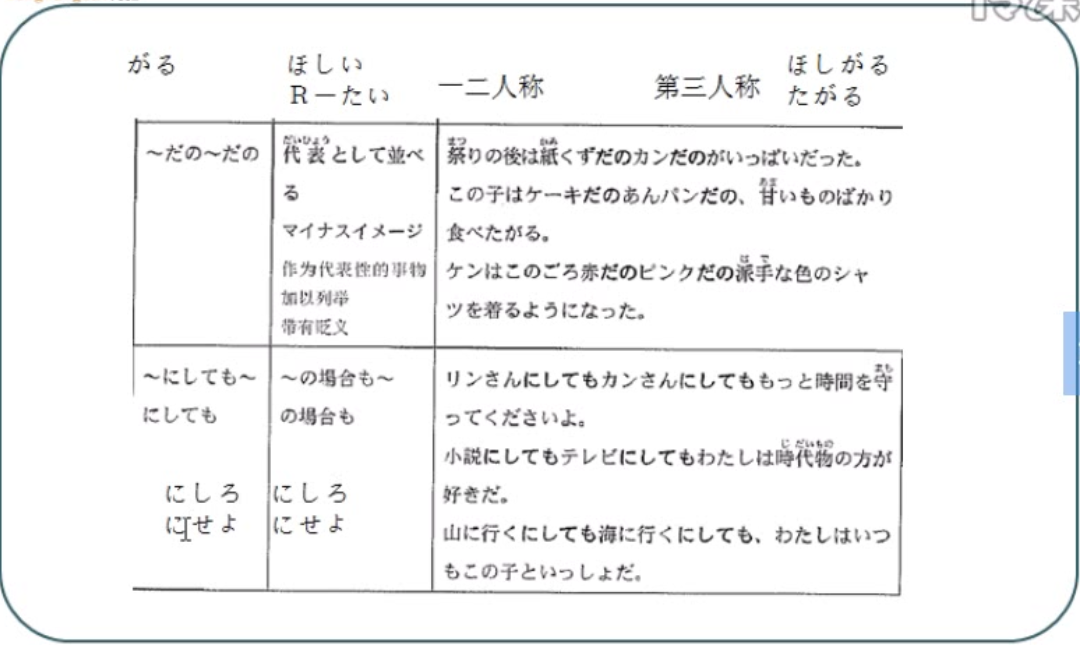 がる
ほしい
R－たい
一二人称
第三人称
ほしがる
たがる
～だの～だの
代表として並べ
る
マイナスイメージ
作为代表性的事物
加以列举
带有贬义
祭りの後は紙くずだのカンだのがいっぱいだった。
この子はケーキだのあんパンだの、甘いものばかり
食べたがる。
ケンはこのごろ赤だのピンクだの派手な色のシャ
ツを着るようになった。
～にしても～
にしても
にしろ
にせよ
～の場合も～
の場合も
にしろ
にせよ
リンさんにしてもカンさんにしてももっと時間を守
ってくださいよ。
小説にしてもテレビにしてもわたしは時代物の方が
好きだ。
山に行くにしても海に行くにしても、わたしはいつ
もこの子といっしょだ。